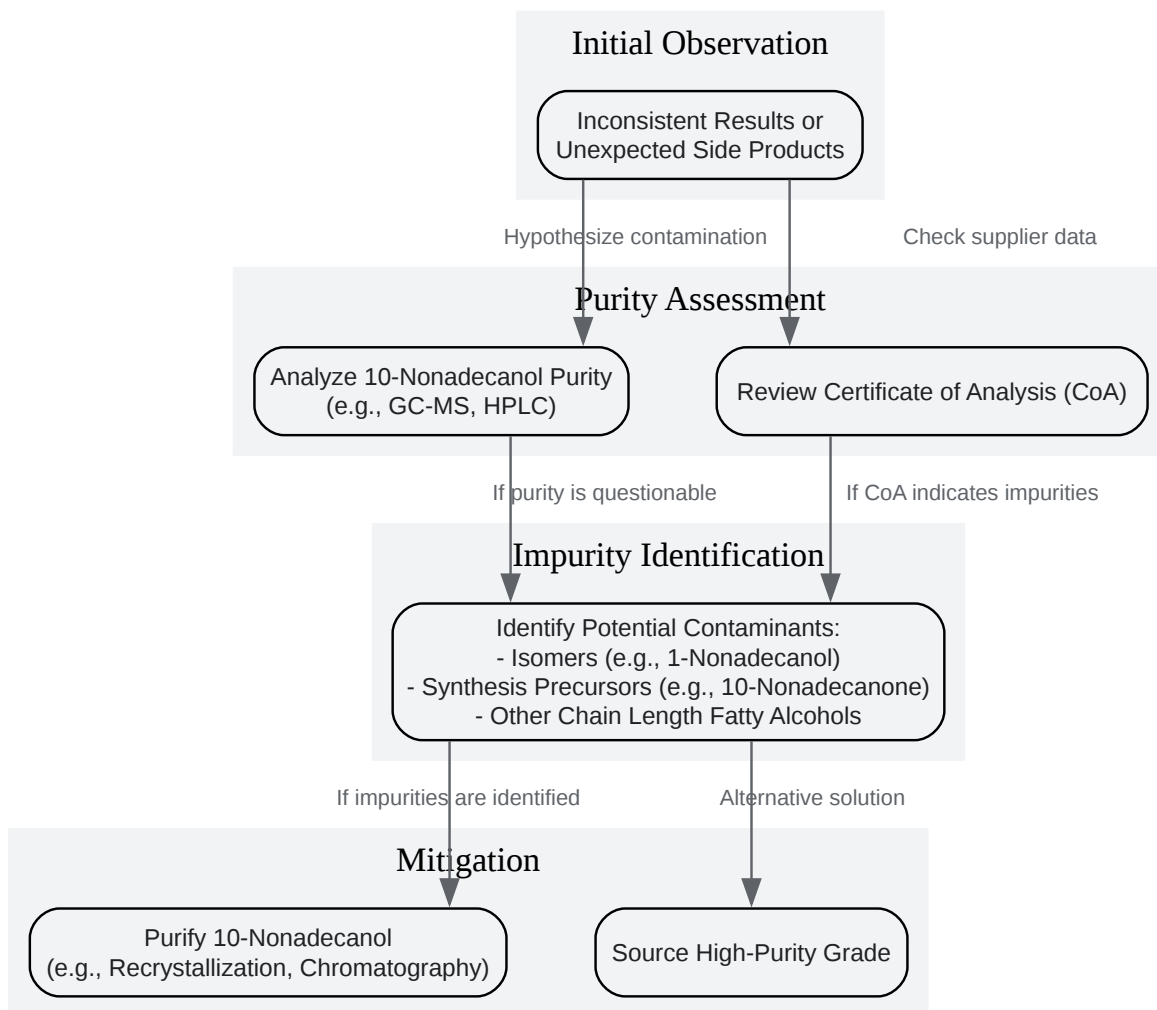 Initial Observation
Inconsistent Results or
Unexpected Side Products
Hypothesize contamination
Check supplier data
Purity Assessment
Analyze 10-Nonadecanol Purity
(e.g., GC-MS, HPLC)
Review Certificate of Analysis (CoA)
If purity is questionable
If CoA indicates impurities
Impurity Identification
Identify Potential Contaminants:
- Isomers (e.g., 1-Nonadecanol)
- Synthesis Precursors (e.g., 10-Nonadecanone)
- Other Chain Length Fatty Alcohols
If impurities are identified
Alternative solution
Mitigation
Purify 10-Nonadecanol
(e.g., Recrystallization, Chromatography)
Source High-Purity Grade